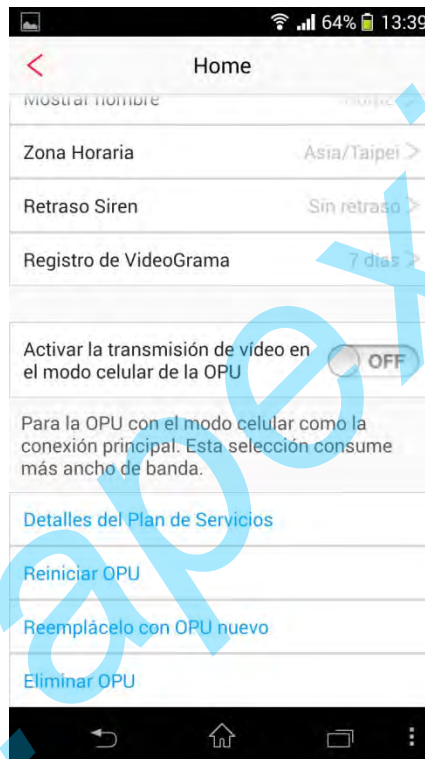 64% 13:39
Home
Mostrar nombre
Zona Horaria Asia/Taipei >
Retraso Siren Sin retraso >
Registro de VideoGrama 7 días >
Activar la transmisión de vídeo en
el modo celular de la OPU
OFF
Para la OPU con el modo celular como la
conexión principal. Esta selección consume
más ancho de banda.
Detalles del Plan de Servicios
Reiniciar OPU
Reemplácelo con OPU nuevo
Eliminar OPU